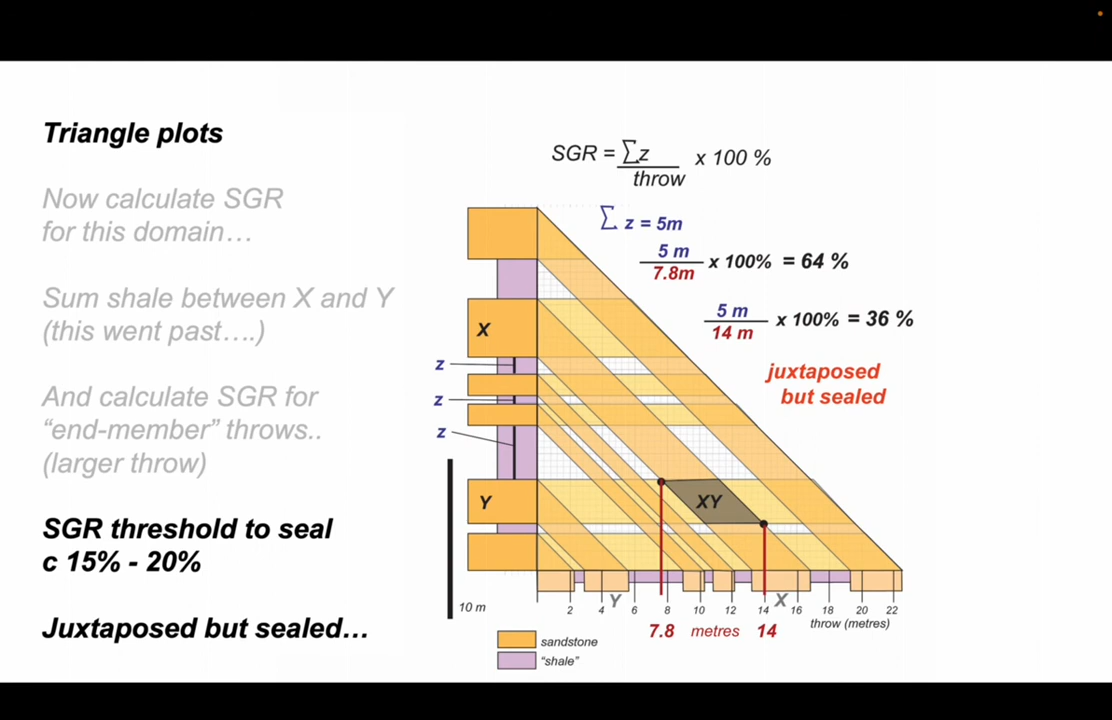 Triangle plots
Now calculate SGR
for this domain…
Sum shale between X and Y
(this went past….)
And calculate SGR for
“end-member” throws..
(larger throw)
SGR threshold to seal
c 15% - 20%
Juxtaposed but sealed…
SGR = ∑z x 100 %
throw
∑ z = 5m
5 m
x 100% = 64 %
7.8m
5 m
x 100% = 36 %
14 m
juxtaposed
but sealed
X
z
z
z
Y
XY
10 m
Y
X
2 4 6 8 10 12 14 16 18 20 22
throw (metres)
7.8 metres 14
sandstone
“shale”